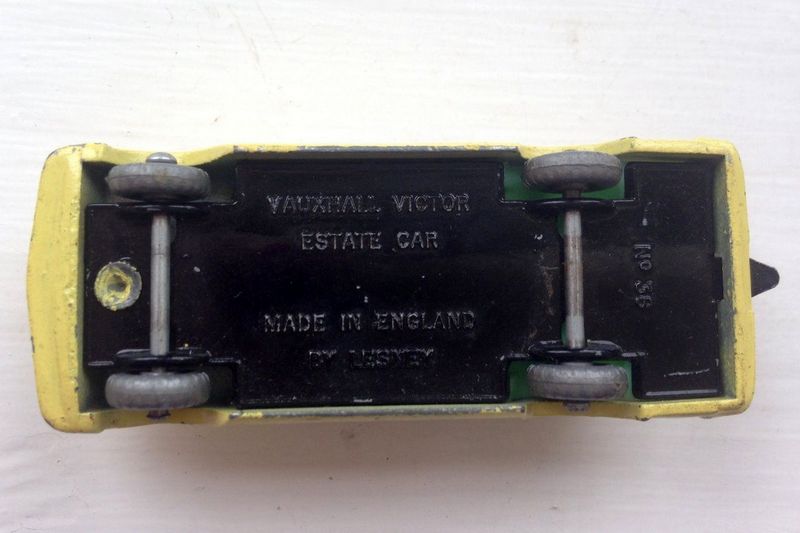 VAUXHALL VICTOR
ESTATE CAR
MADE IN ENGLAND
BY LESNEY
No 38